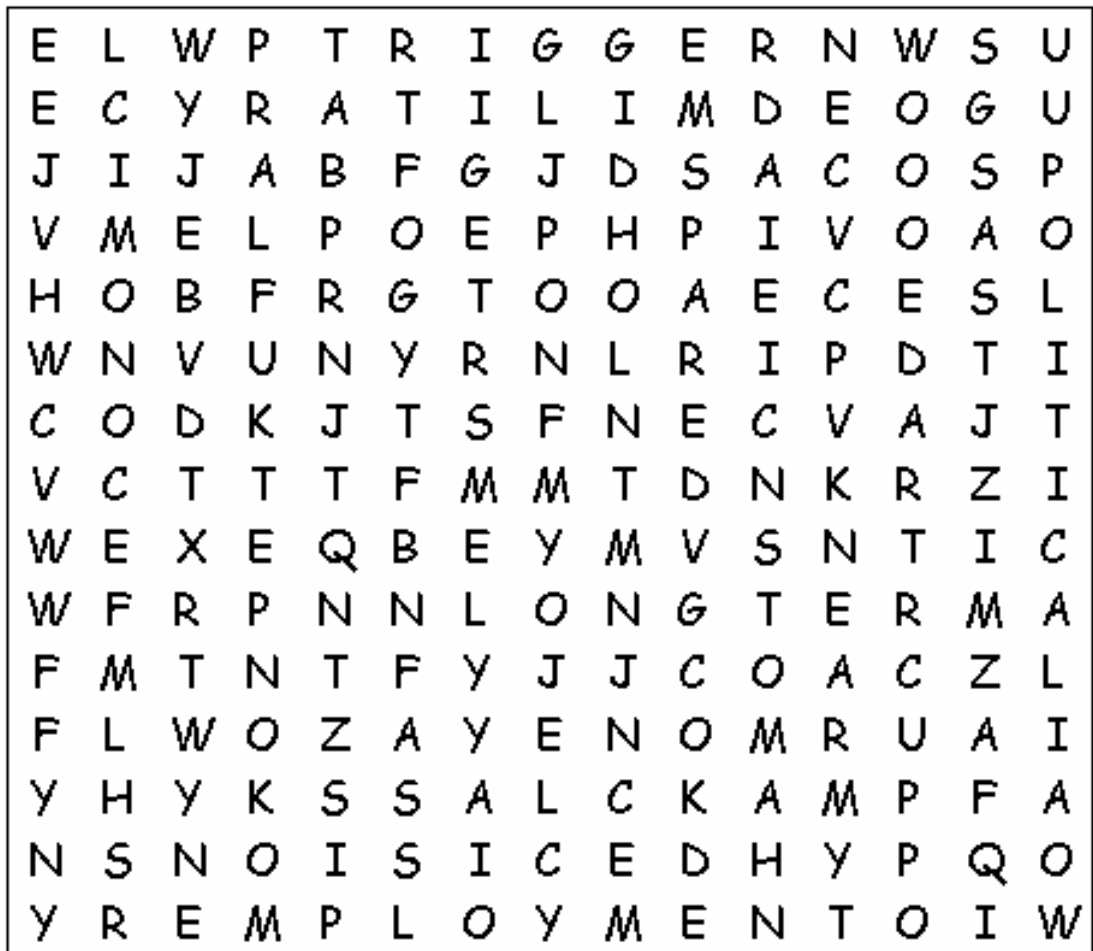 E L W P T R I G G E R N W S U
E C Y R A T I L I M D E O G U
J I J A B F G J D S A C O S P
V M E L P O E P H P I V O A O
H O B F R G T O O A E C E S L
W N V U N Y R N L R I P D T I
C O D K J T S F N E C V A J T
V C T T T F M M T D N K R Z I
W E X E Q B E Y M V S N T I C
W F R P N N L O N G T E R M A
F M T N T F Y J J C O A C Z L
F L W O Z A Y E N O M R U A I
Y H Y K S S A L C K A M P F A
N S N O I S I C E D H Y P Q O
Y R E M P L O Y M E N T O I W